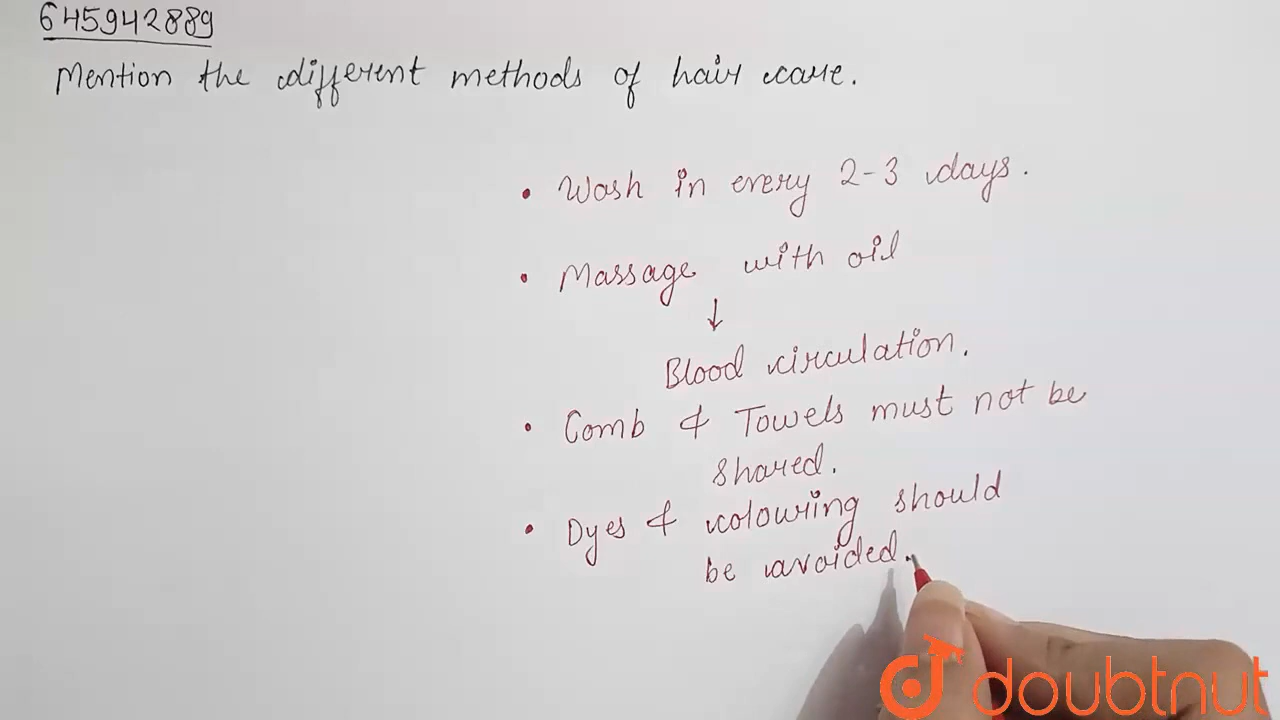 645942889
Mention the different methods of hair care.
• Wash in every 2-3 days.
• Massage with oil
↓
Blood circulation.
• Comb & Towels must not be
shared.
• Dyes & colouring should
be avoided.
doubtnut